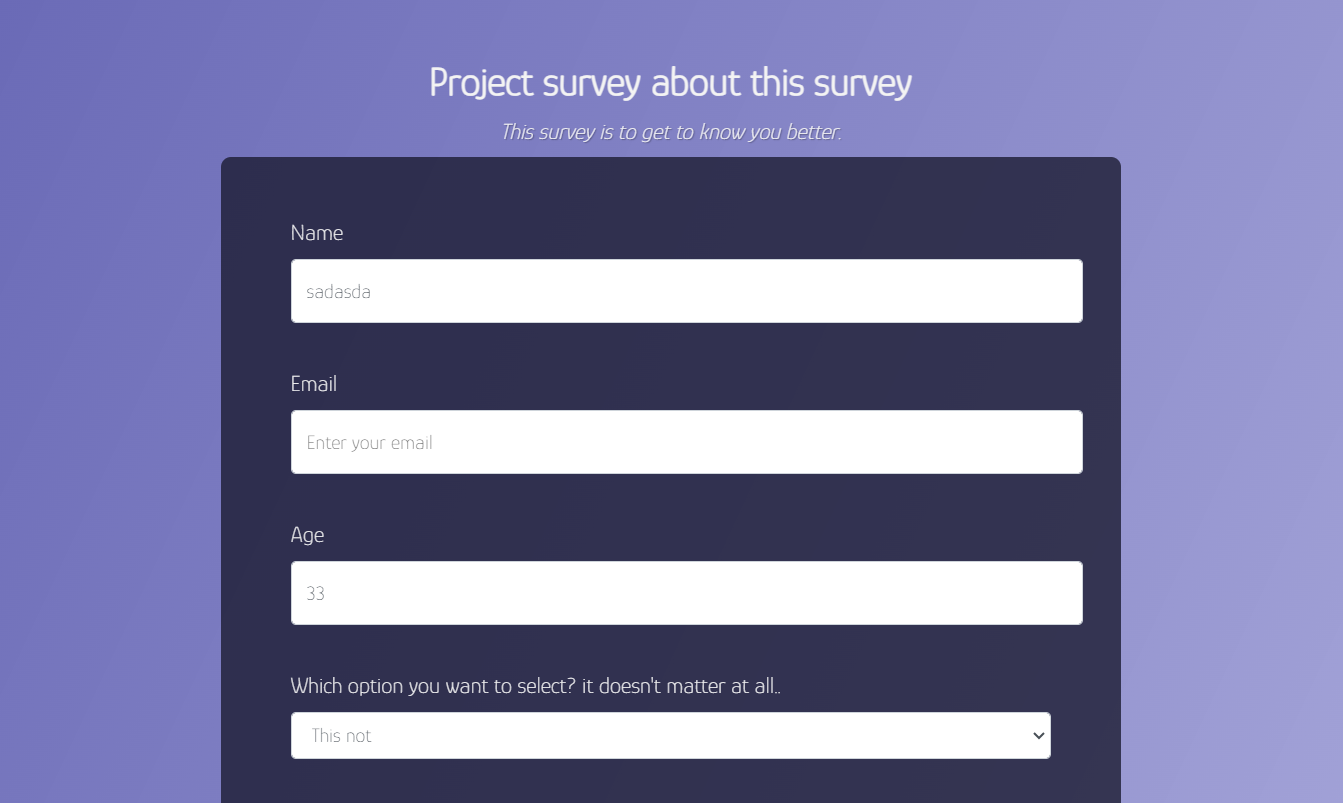 Project survey about this survey
This survey is to get to know you better.
Name
sadasda
Email
Enter your email
Age
33
Which option you want to select? it doesn't matter at all..
This not